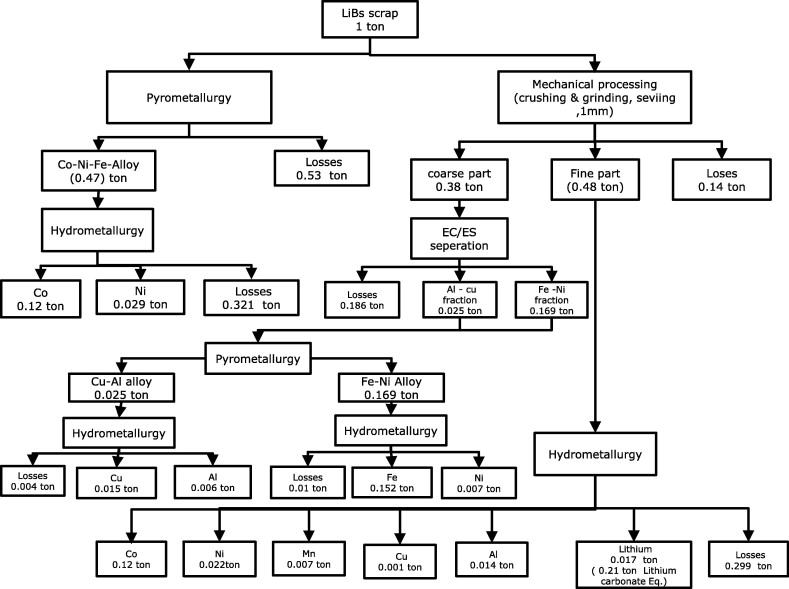 LiBs scrap
1 ton
Pyrometallurgy
Mechanical processing
(crushing & grinding, seviing
,1mm)
Co-Ni-Fe-Alloy
(0.47) ton
Losses
0.53 ton
coarse part
0.38 ton
Fine part
(0.48 ton)
Loses
0.14 ton
Hydrometallurgy
EC/ES
seperation
Co
0.12 ton
Ni
0.029 ton
Losses
0.321 ton
Losses
0.186 ton
Al - cu
fraction
0.025 ton
Fe -Ni
fraction
0.169 ton
Pyrometallurgy
Cu-Al alloy
0.025 ton
Fe-Ni Alloy
0.169 ton
Hydrometallurgy
Hydrometallurgy
Hydrometallurgy
Losses
0.004 ton
Cu
0.015 ton
Al
0.006 ton
Losses
0.01 ton
Fe
0.152 ton
Ni
0.007 ton
Co
0.12 ton
Ni
0.022ton
Mn
0.007 ton
Cu
0.001 ton
Al
0.014 ton
Lithium
0.017 ton
( 0.21 ton Lithium
carbonate Eq.)
Losses
0.299 ton